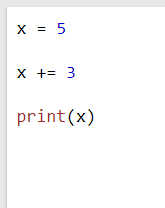 x = 5
x += 3
print(x)